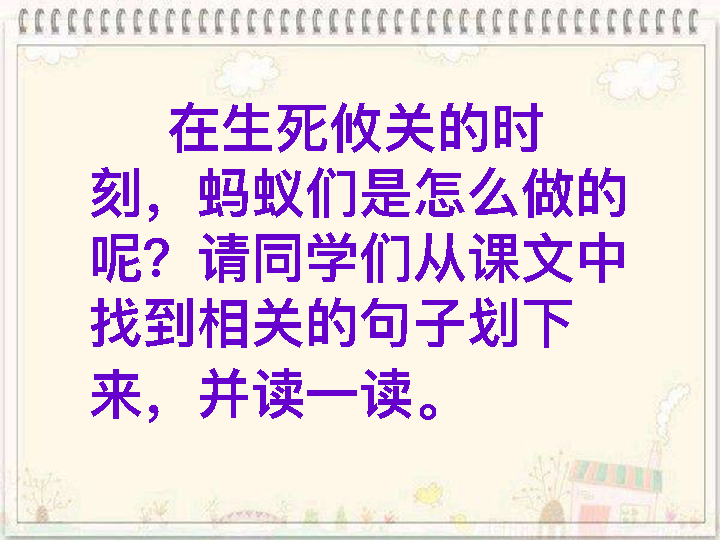 在生死攸关的时
刻，蚂蚁们是怎么做的
呢？请同学们从课文中
找到相关的句子划下
来，并读一读。